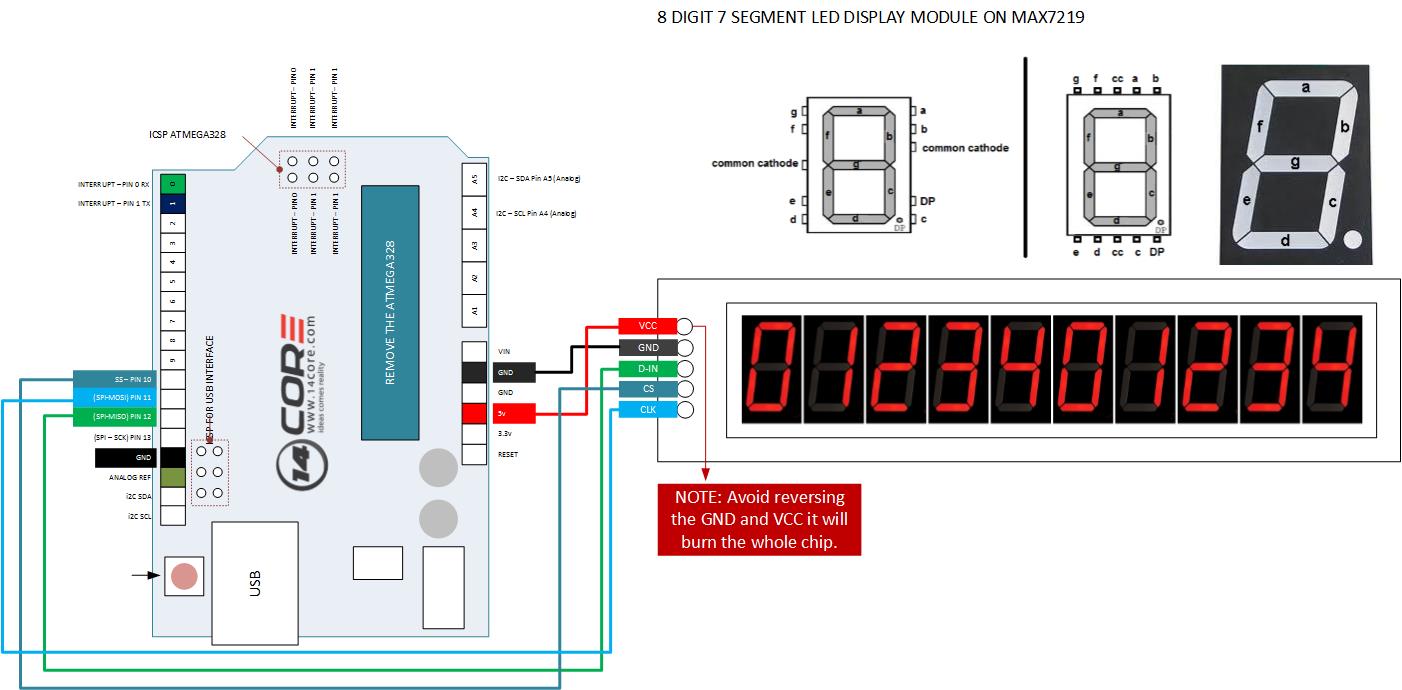 8 DIGIT 7 SEGMENT LED DISPLAY MODULE ON MAX7219
INTERRUPT – PIN0
INTERRUPT – PIN 1
INTERRUPT – PIN 1
ICSP ATMEGA328
INTERRUPT – PIN0
INTERRUPT – PIN 1
INTERRUPT – PIN 1
INTERRUPT – PIN 0 RX
INTERRUPT – PIN 1 TX
0
1
2
3
4
5
6
7
8
9
SS – PIN 10
(SPI-MOSI) PIN 11
(SPI-MISO) PIN 12
(SPI – SCK) PIN 13
GND
ANALOG REF
i2C SDA
i2C SCL
ICSP FOR USB INTERFACE
14CORE
www.14core.com
ideas comes reality
14
REMOVE THE ATMEGA328
USB
A5
A4
A3
A2
A1
I2C – SDA Pin A5 (Analog)
I2C – SCL Pin A4 (Analog)
VIN
GND
GND
5v
3.3v
RESET
g
f
common cathode
e
d
a
b
common cathode
DP
c
a
f
b
g
e
c
d
DP
g f cc a b
a
f
b
g
e
c
d
DP
e d cc c DP
a
f
b
g
e
c
d
VCC
GND
D-IN
CS
CLK
0123401234
NOTE: Avoid reversing
the GND and VCC it will
burn the whole chip.